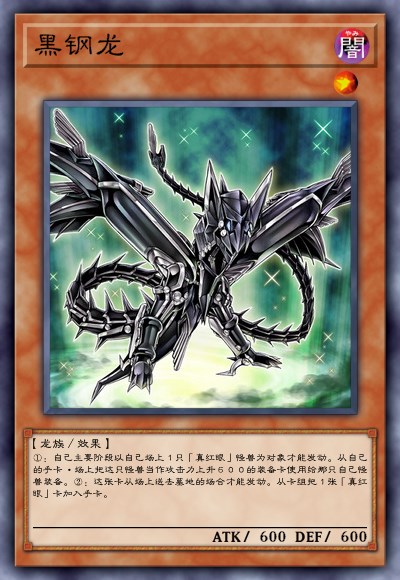 黑钢龙
やみ
闇
【龙族／效果】
①：自己主要阶段以自己场上１只「真红眼」怪兽为对象才能发动。从自己
的手卡・场上把这只怪兽当作攻击力上升６００的装备卡使用给那只自己怪
兽装备。②：这张卡从场上送去墓地的场合才能发动。从卡组把１张「真红
眼」卡加入手卡。
ATK/ 600 DEF/ 600